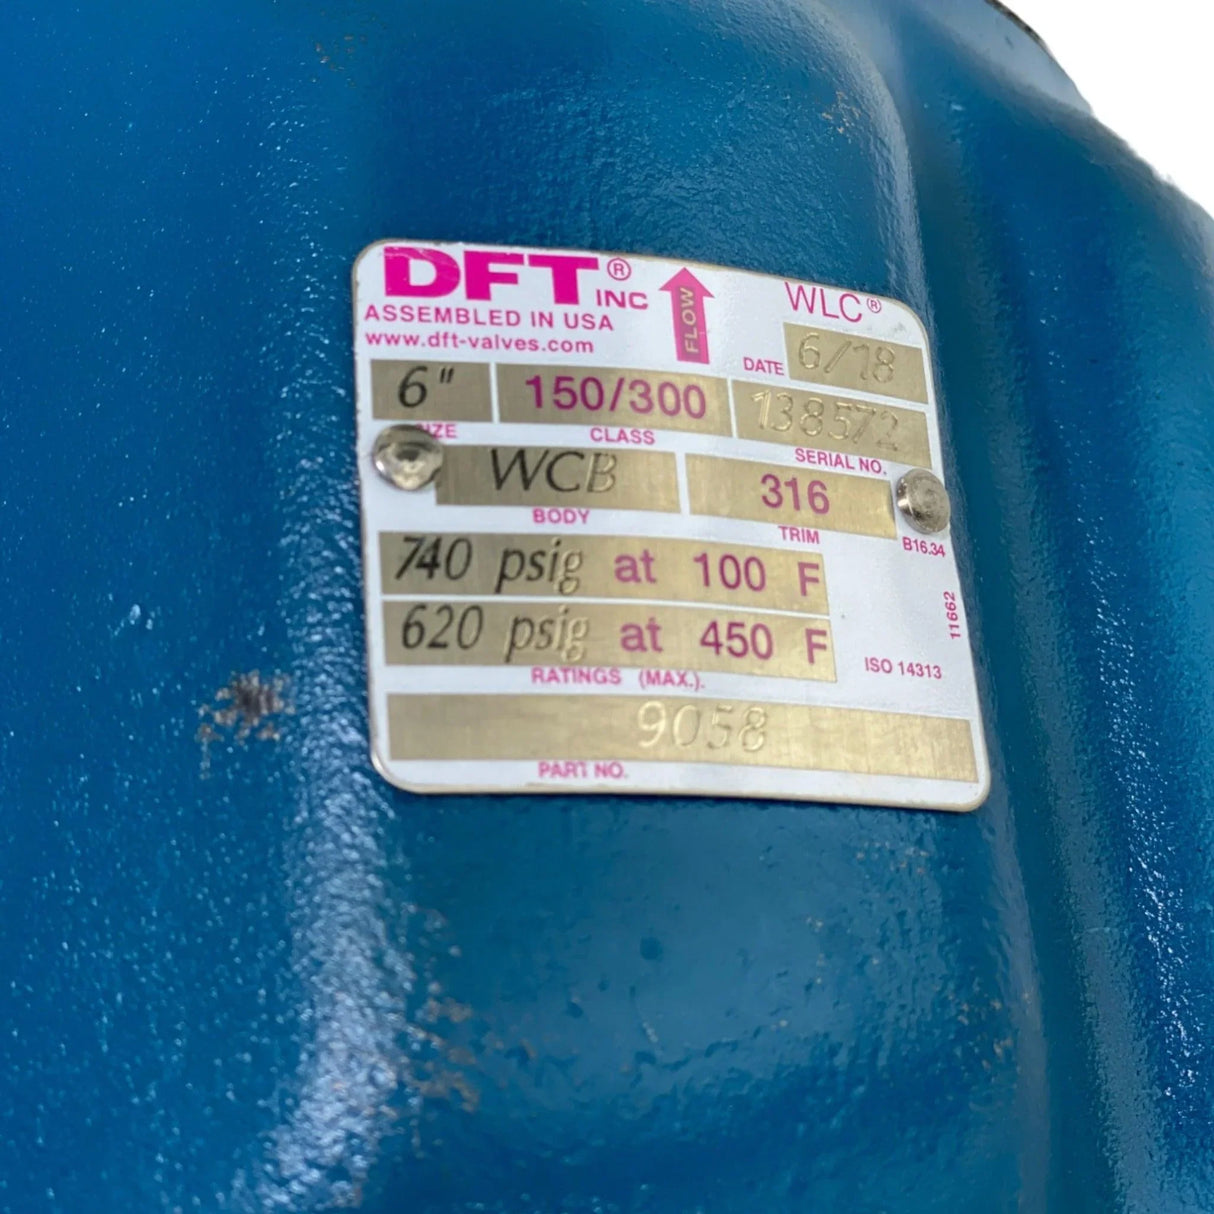 DFT® INC
FLOW
WLC®
ASSEMBLED IN USA
www.dft-valves.com
DATE 6/18
6" 150/300 138572
SIZE CLASS SERIAL NO.
WCB 316
BODY TRIM B16.34
740 psig at 100 F
620 psig at 450 F
11662
RATINGS (MAX.). ISO 14313
9058
PART NO.